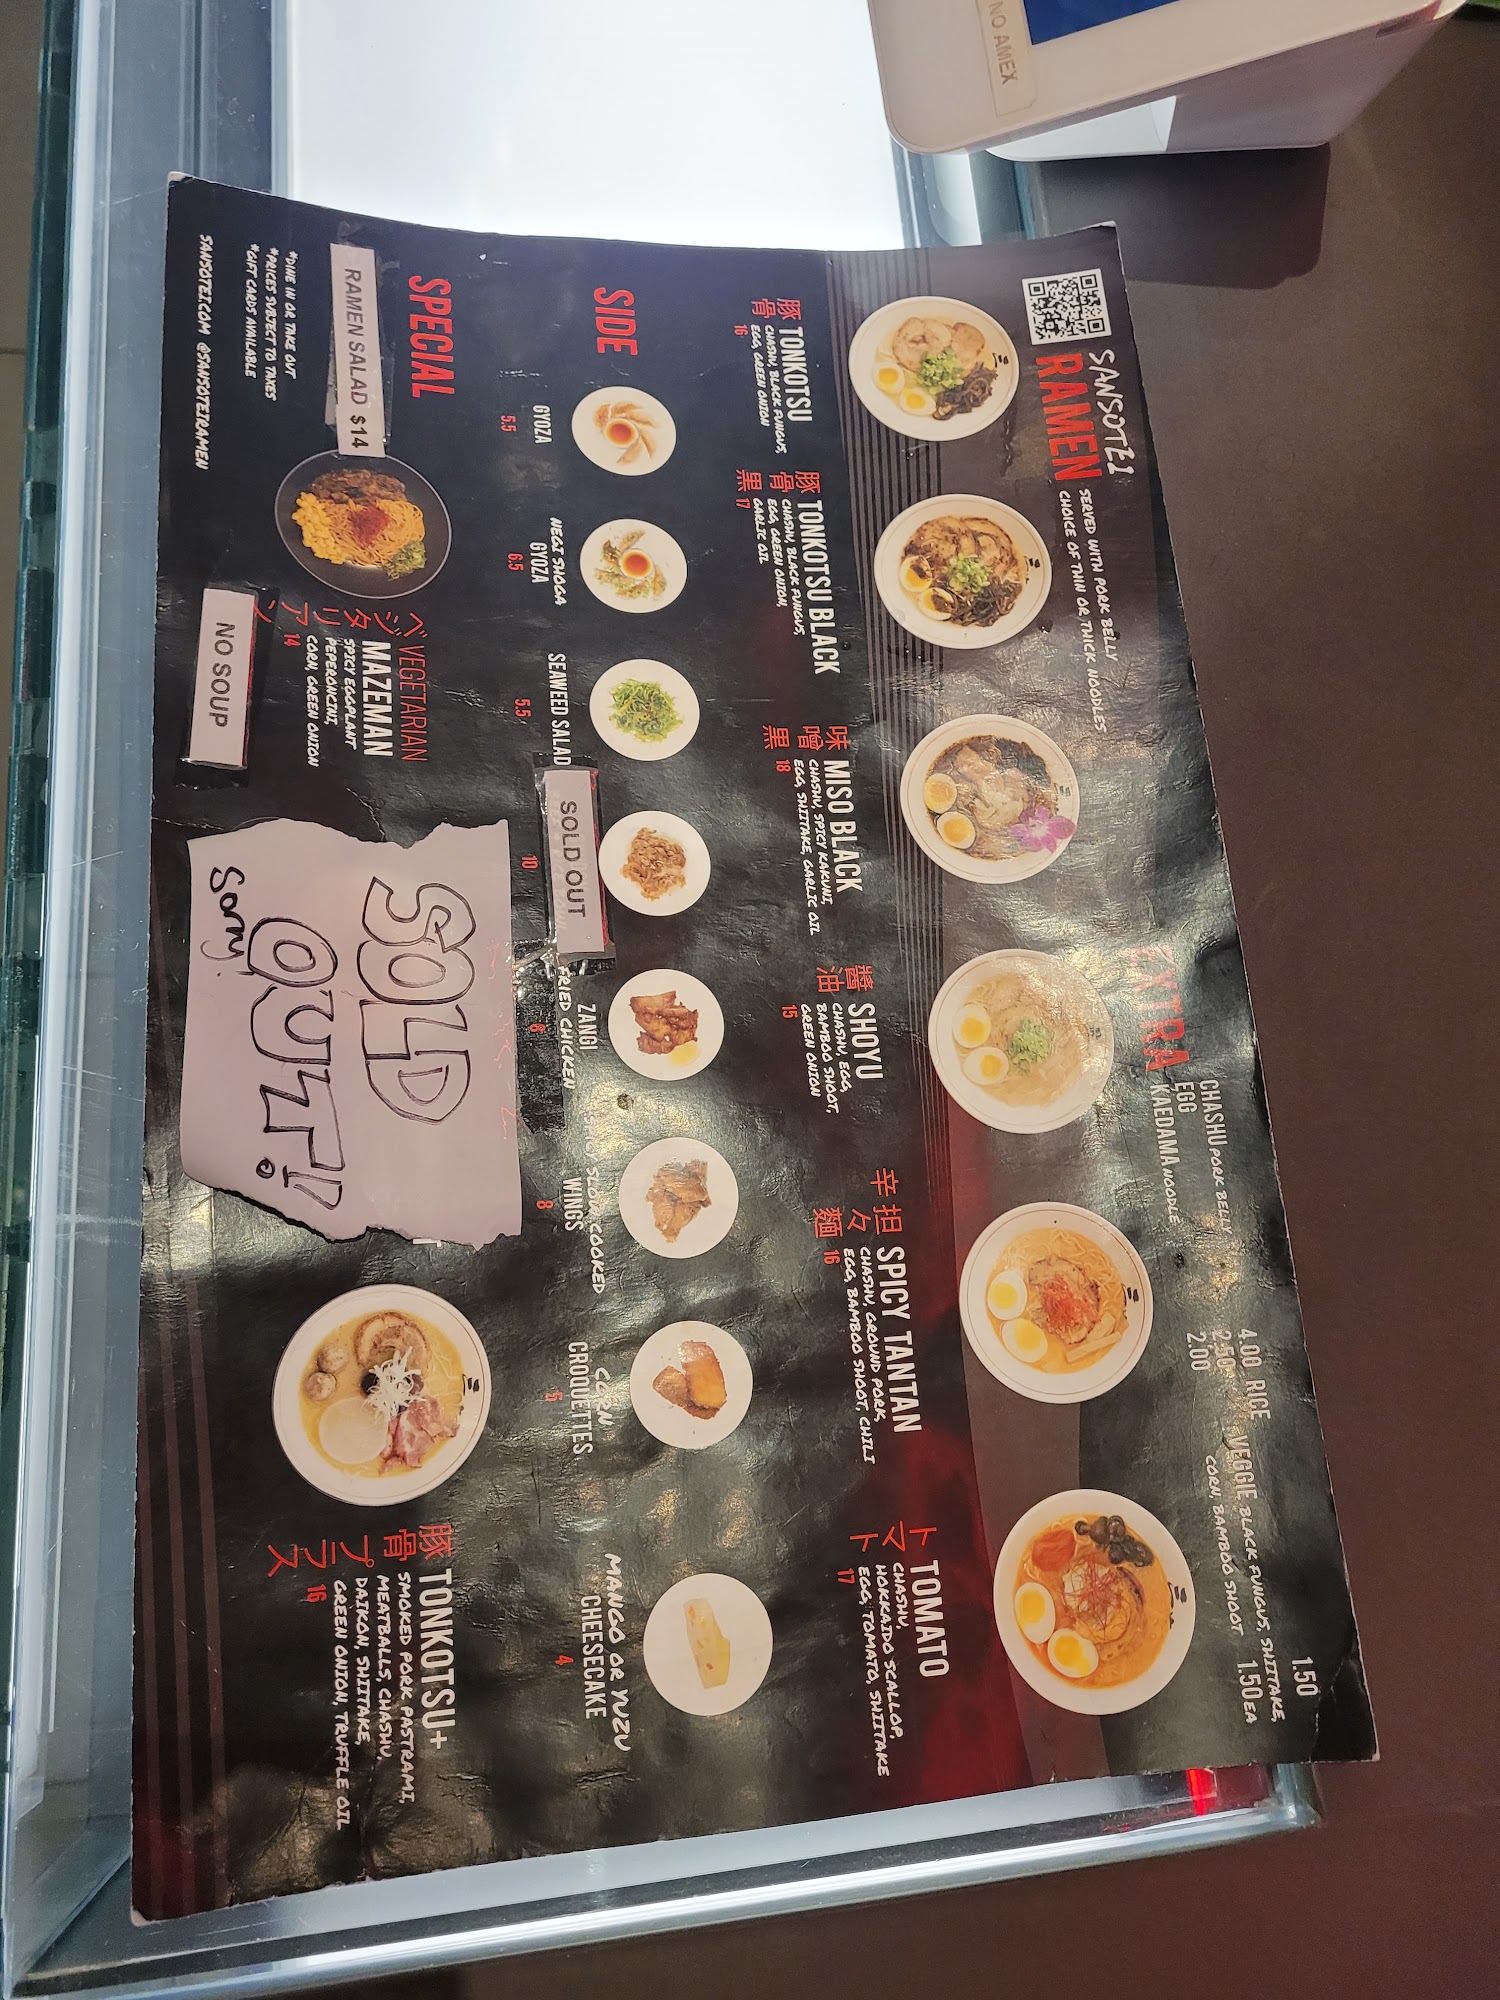 NO AMEX
SANSOTEI
RAMEN
SERVED WITH PORK BELLY
CHOICE OF THIN OR THICK NOODLES
EXTRA
CHASHU PORK BELLY 4.00
EGG 2.50
KAEDAMA NOODLE 2.00
RICE 1.50
VEGGIE BLACK FUNGUS, SHIITAKE,
CORN, BAMBOO SHOOT 1.50EA
豚骨
TONKOTSU
CHASHU, BLACK FUNGUS,
EGG, GREEN ONION
16
豚骨黒
TONKOTSU BLACK
CHASHU, BLACK FUNGUS,
EGG, GREEN ONION,
GARLIC OIL
17
味噌黒
MISO BLACK
CHASHU, SPICY KAKUNI,
EGG, SHIITAKE, GARLIC OIL
18
醬油
SHOYU
CHASHU, EGG,
BAMBOO SHOOT,
GREEN ONION
15
辛担々麺
SPICY TANTAN
CHASHU, GROUND PORK,
EGG, BAMBOO SHOOT, CHILI
16
トマト
TOMATO
CHASHU,
HOKKAIDO SCALLOP,
EGG, TOMATO, SHIITAKE
17
SIDE
GYOZA
5.5
NEGI SHOGA
GYOZA
6.5
SEAWEED SALAD
5.5
SOLD OUT
10
ZANGI
FRIED CHICKEN
8
SLOW COOKED
WINGS
8
CORN
CROQUETTES
5
MANGO OR YUZU
CHEESECAKE
4
SPECIAL
RAMEN SALAD $14
ベジタリアン
VEGETARIAN
MAZEMAN
SPICY EGGPLANT
PEPERONCINI,
CORN, GREEN ONION
14
NO SOUP
SOLD
OUT!
Sorry
豚骨プラス
TONKOTSU+
SMOKED PORK PASTRAMI,
MEATBALLS, CHASHU,
DAIKON, SHIITAKE,
GREEN ONION, TRUFFLE OIL
16
*DINE IN OR TAKE OUT
*PRICES SUBJECT TO TAXES
*GIFT CARDS AVAILABLE
SANSOTEI.COM @SANSOTEIRAMEN